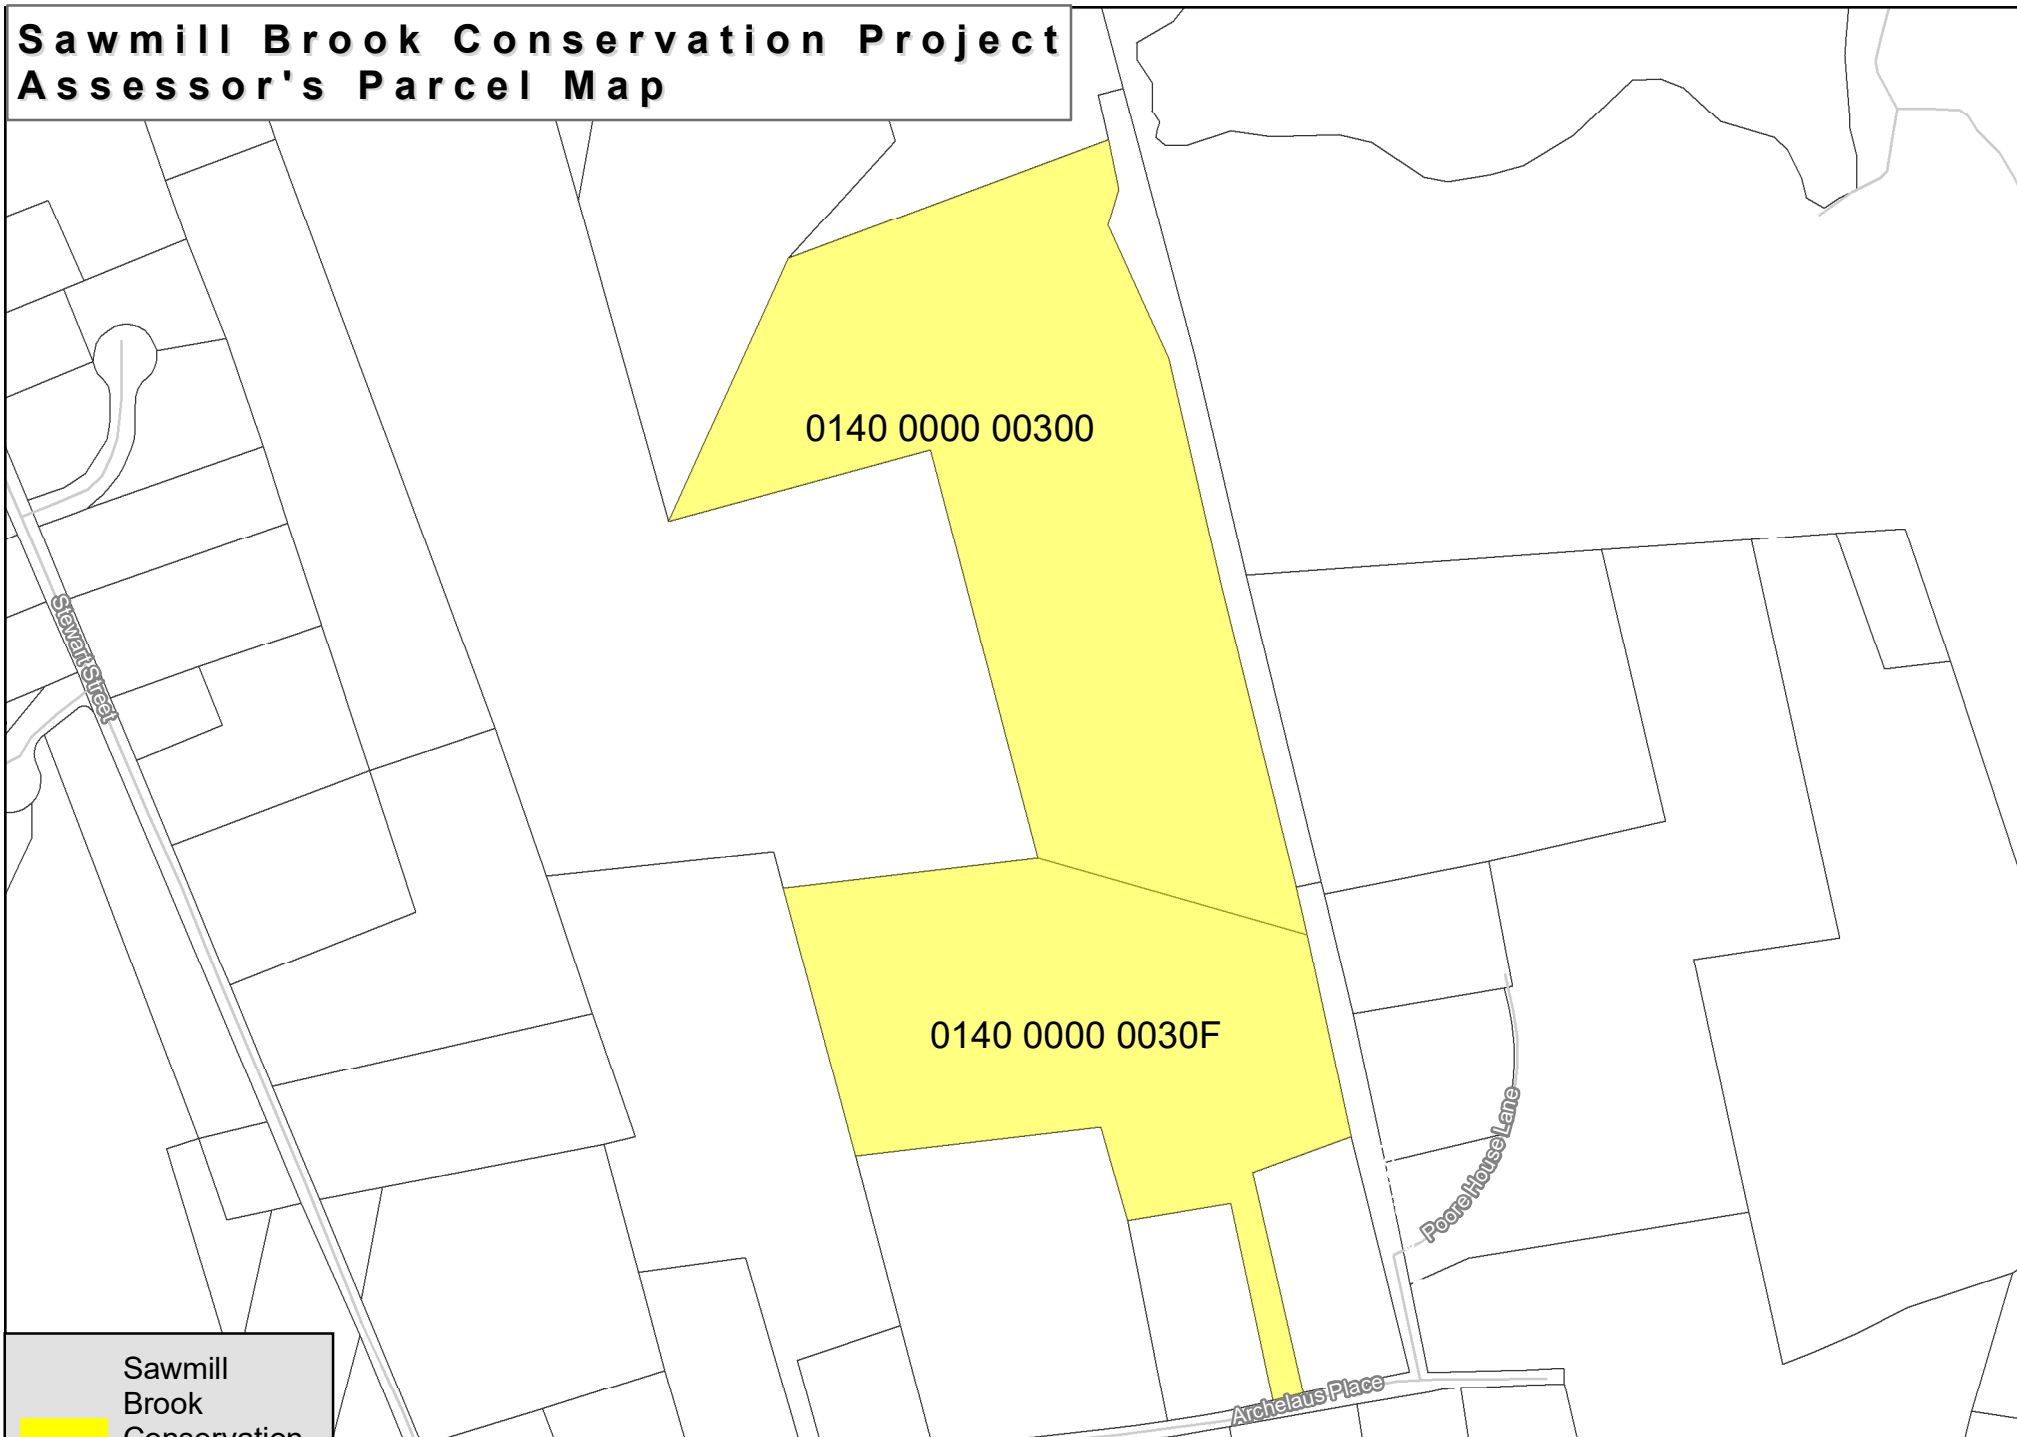 Sawmill Brook Conservation Project
Assessor's Parcel Map
0140 0000 00300
Stewart Street
0140 0000 0030F
Poore House Lane
Archelaus Place
Sawmill
Brook
Conservation